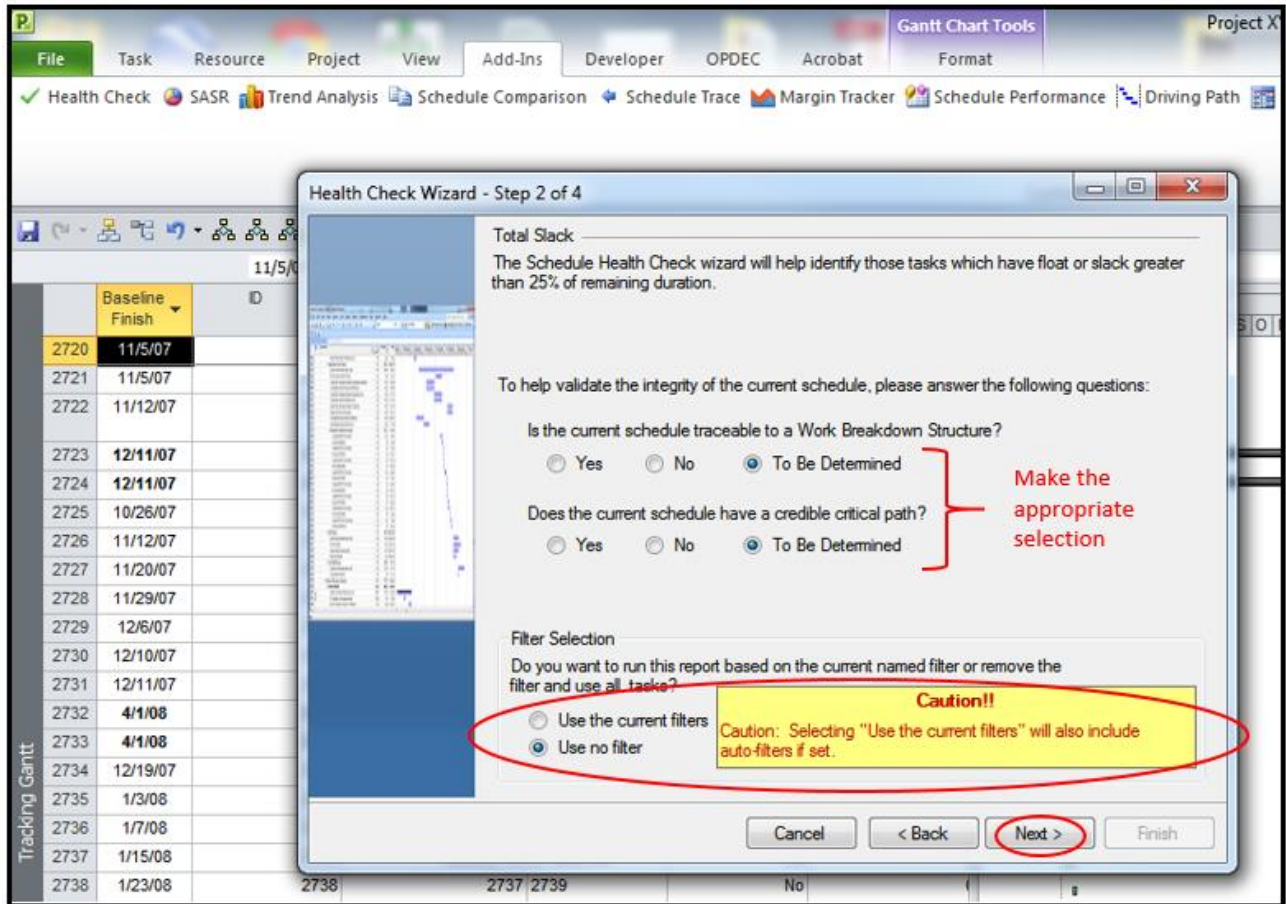 Gantt Chart Tools
Project X
File Task Resource Project View Add-Ins Developer OPDEC Acrobat Format
Health Check SASR Trend Analysis Schedule Comparison Schedule Trace Margin Tracker Schedule Performance Driving Path
Health Check Wizard - Step 2 of 4
Total Slack
The Schedule Health Check wizard will help identify those tasks which have float or slack greater
than 25% of remaining duration.
To help validate the integrity of the current schedule, please answer the following questions:
Is the current schedule traceable to a Work Breakdown Structure?
Yes No To Be Determined
Does the current schedule have a credible critical path?
Yes No To Be Determined
Make the
appropriate
selection
Filter Selection
Do you want to run this report based on the current named filter or remove the
filter and use all tasks?
Use the current filters
Use no filter
Caution!!
Caution: Selecting "Use the current filters" will also include
auto-filters if set.
Cancel < Back Next > Finish
11/5/0
Baseline
Finish
ID
S O
2720 11/5/07
2721 11/5/07
2722 11/12/07
2723 12/11/07
2724 12/11/07
2725 10/26/07
2726 11/12/07
2727 11/20/07
2728 11/29/07
2729 12/6/07
2730 12/10/07
2731 12/11/07
2732 4/1/08
2733 4/1/08
2734 12/19/07
2735 1/3/08
2736 1/7/08
2737 1/15/08
2738 1/23/08 2738 2737 2739 No
Tracking Gantt